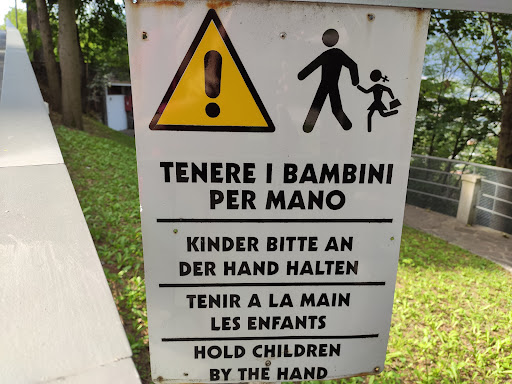 TENERE I BAMBINI
PER MANO
KINDER BITTE AN
DER HAND HALTEN
TENIR A LA MAIN
LES ENFANTS
HOLD CHILDREN
BY THE HAND